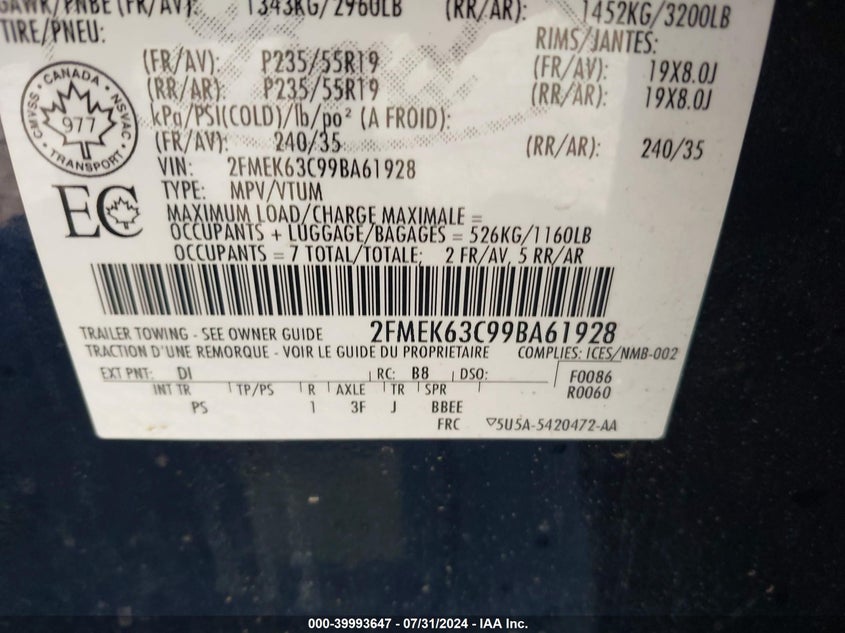 GAWR/PNBE (FR/AV): 1343KG/2960LB (RR/AR): 1452KG/3200LB
TIRE/PNEU: RIMS/JANTES:
(FR/AV): P235/55R19 (FR/AV): 19X8.0J
(RR/AR): P235/55R19 (RR/AR): 19X8.0J
kPa/PSI(COLD)/lb/po² (A FROID):
(FR/AV): 240/35 (RR/AR): 240/35
VIN: 2FMEK63C99BA61928
TYPE: MPV/VTUM
CANADA
CMVSS
NSVAC
977
TRANSPORT
EC
MAXIMUM LOAD/CHARGE MAXIMALE =
OCCUPANTS + LUGGAGE/BAGAGES = 526KG/1160LB
OCCUPANTS = 7 TOTAL/TOTALE; 2 FR/AV, 5 RR/AR
TRAILER TOWING - SEE OWNER GUIDE 2FMEK63C99BA61928
TRACTION D'UNE REMORQUE - VOIR LE GUIDE DU PROPRIETAIRE COMPLIES: ICES/NMB-002
EXT PNT: DI RC: B8 DSO: F0086
INT TR TP/PS R AXLE TR SPR R0060
PS 1 3F J BBEE
FRC 5U5A-5420472-AA
000-39993647 / 07/31/2024 - IAA Inc.